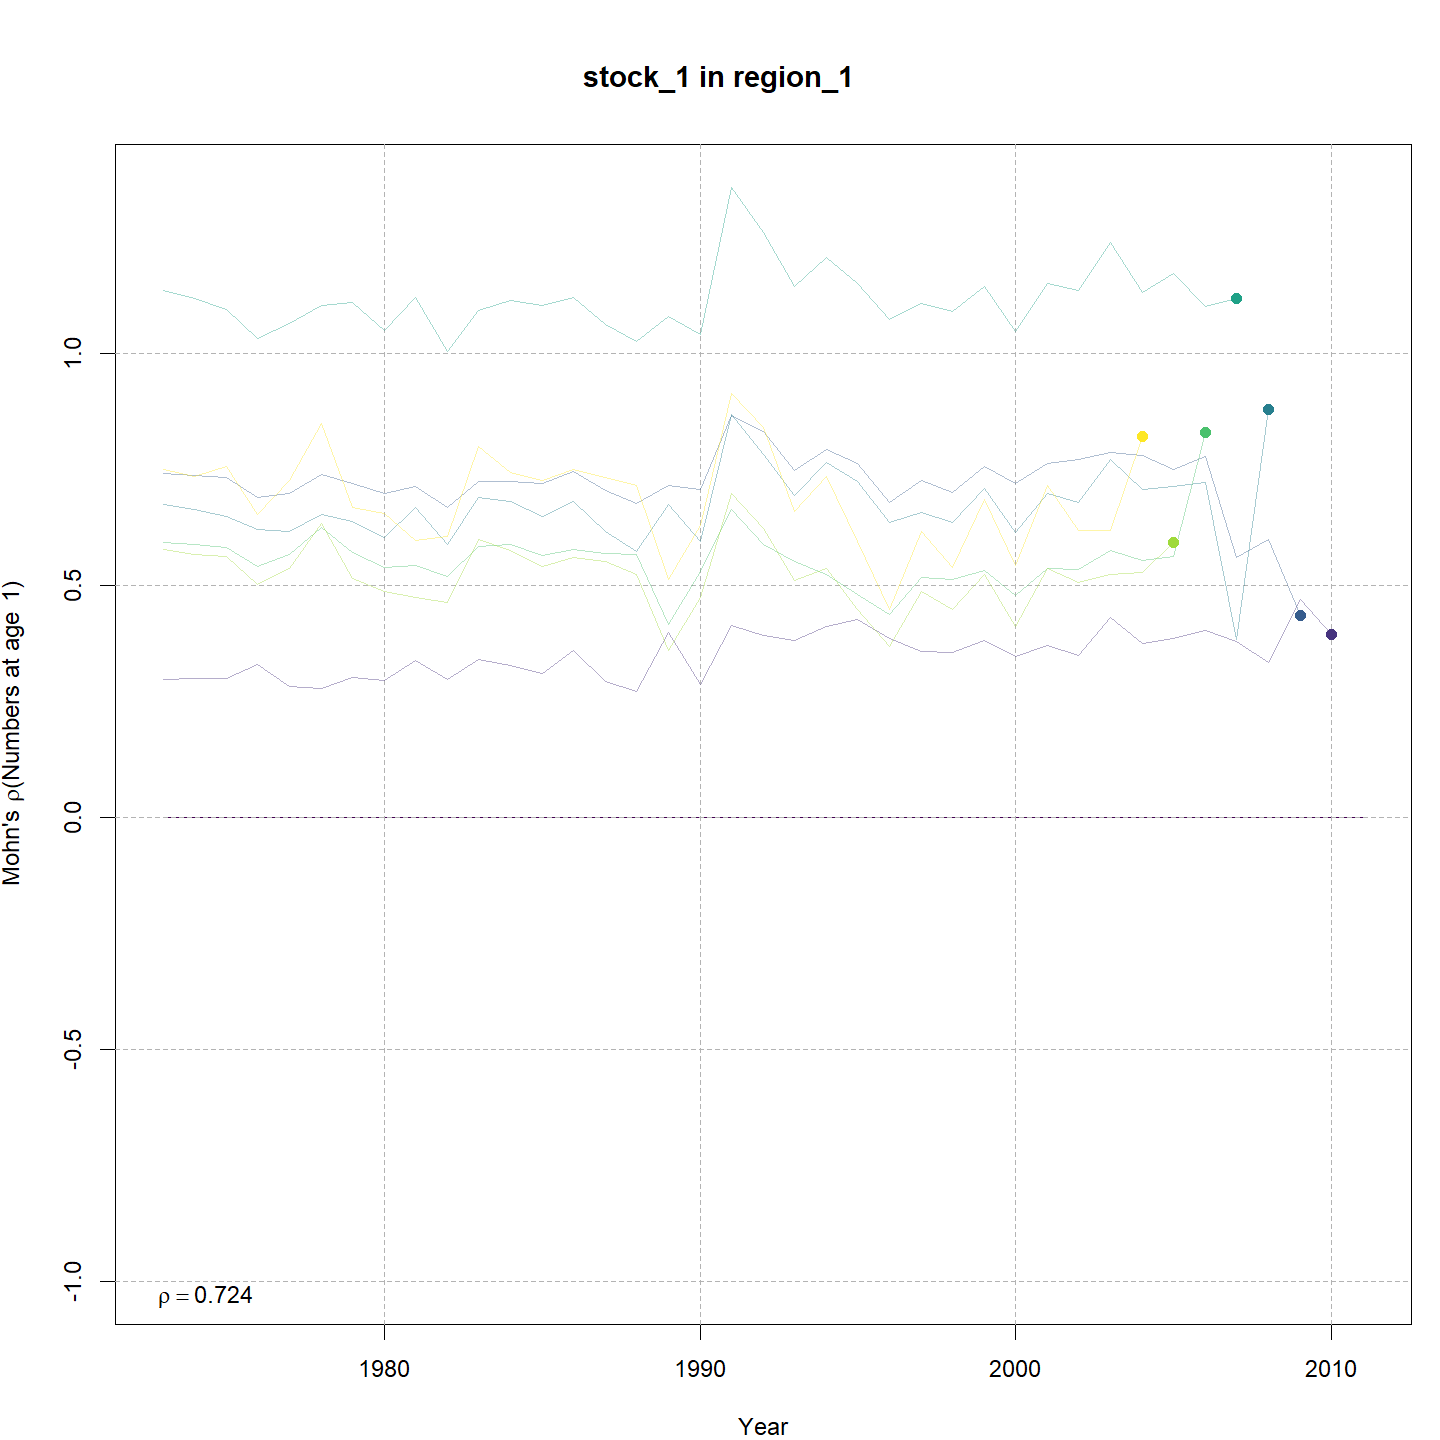 stock_1 in region_1
Mohn's ρ(Numbers at age 1)
1.0
0.5
0.0
-0.5
-1.0
ρ = 0.724
1980 1990 2000 2010
Year